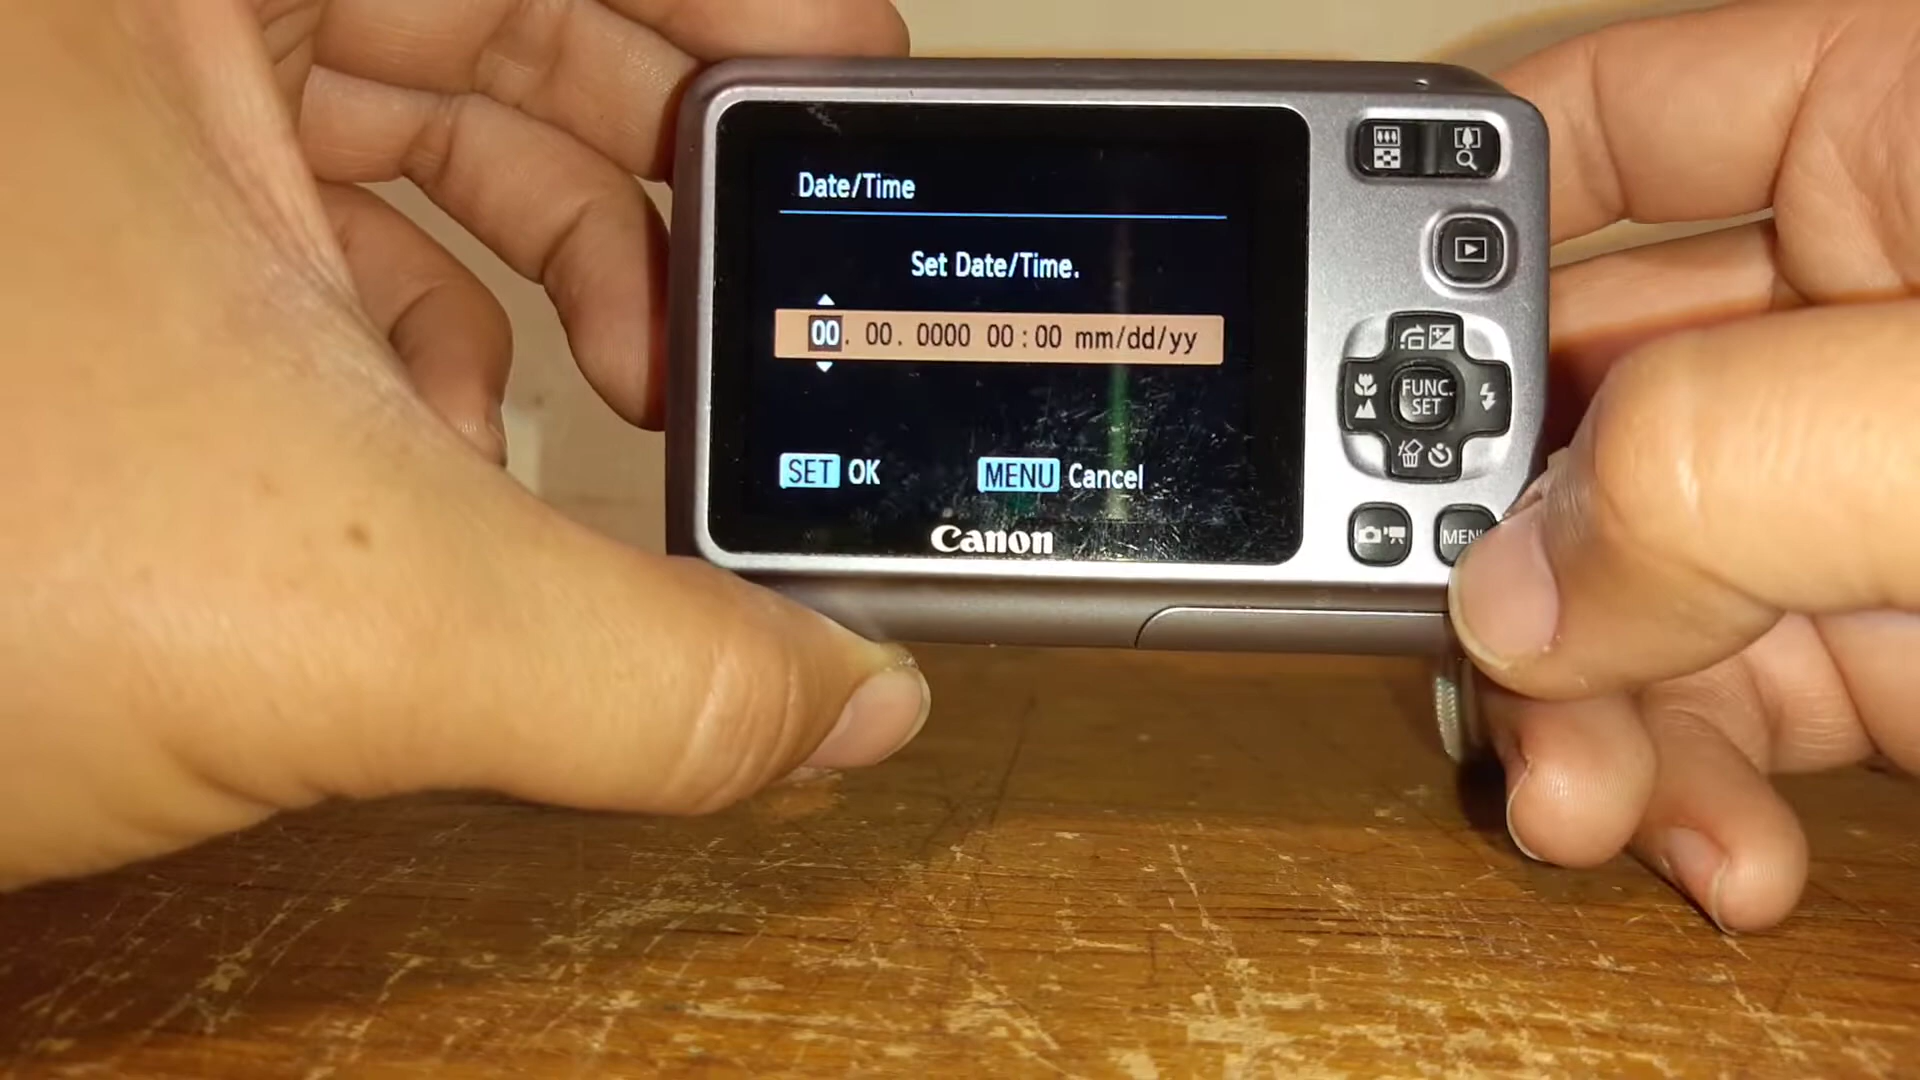 Date/Time
Set Date/Time.
00. 00. 0000 00:00 mm/dd/yy
SET OK MENU Cancel
Canon
FUNC.
SET
MENU